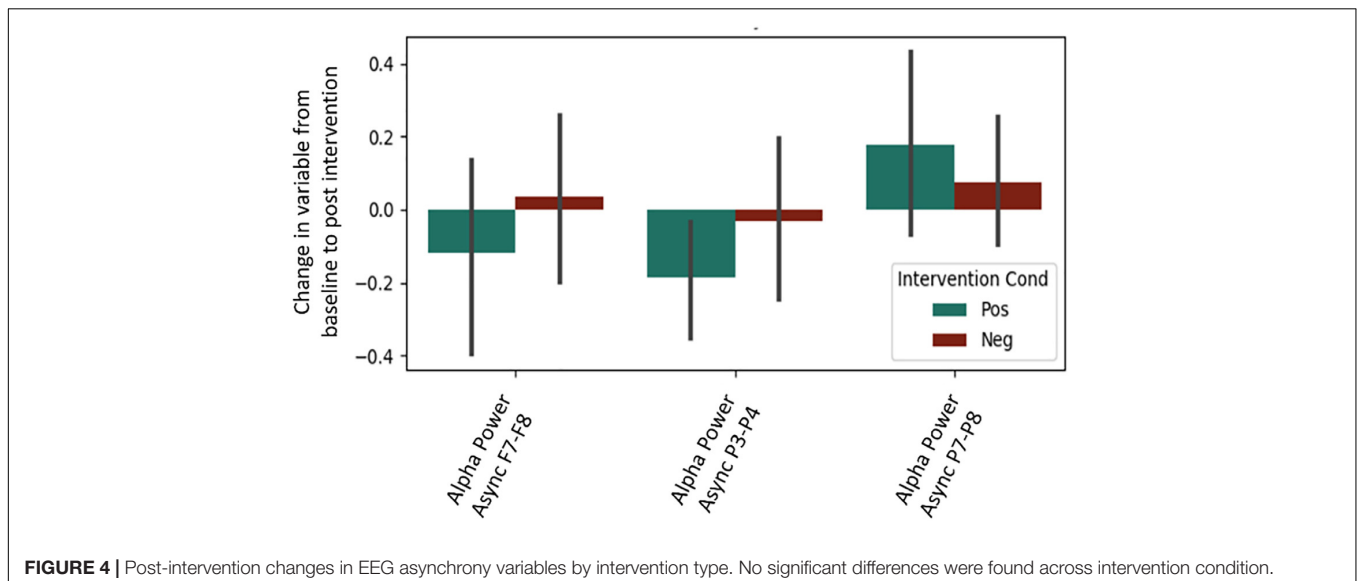 Change in variable from
baseline to post intervention
0.4
0.2
0.0
−0.2
−0.4
Intervention Cond
Pos
Neg
Alpha Power
Async F7-F8
Alpha Power
Async P3-P4
Alpha Power
Async P7-P8
FIGURE 4 | Post-intervention changes in EEG asynchrony variables by intervention type. No significant differences were found across intervention condition.